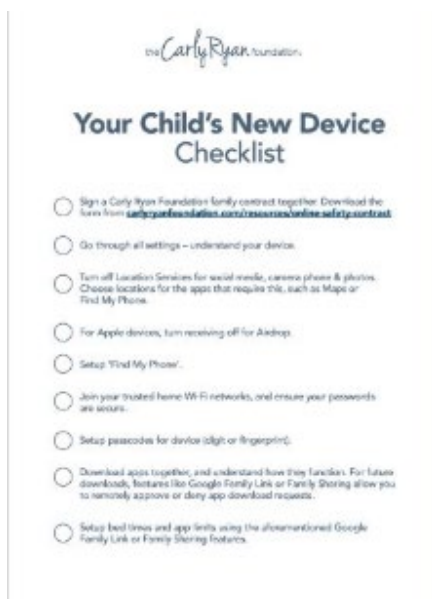 the Carly Ryan foundation.
Your Child's New Device
Checklist
Sign a Carly Ryan Foundation family contract together. Download the
form from carlyryanfoundation.com/resources/online-safety-contract
Go through all settings – understand your device.
Turn off Location Services for social media, camera phone & photos.
Choose locations for the apps that require this, such as Maps or
Find My Phone.
For Apple devices, turn receiving off for Airdrop.
Setup 'Find My Phone'.
Join your trusted home Wi-Fi networks, and ensure your passwords
are secure.
Setup passcodes for device (digit or fingerprint).
Download apps together, and understand how they function. For future
downloads, features like Google Family Link or Family Sharing allow you
to remotely approve or deny app download requests.
Setup bed times and app limits using the aforementioned Google
Family Link or Family Sharing features.